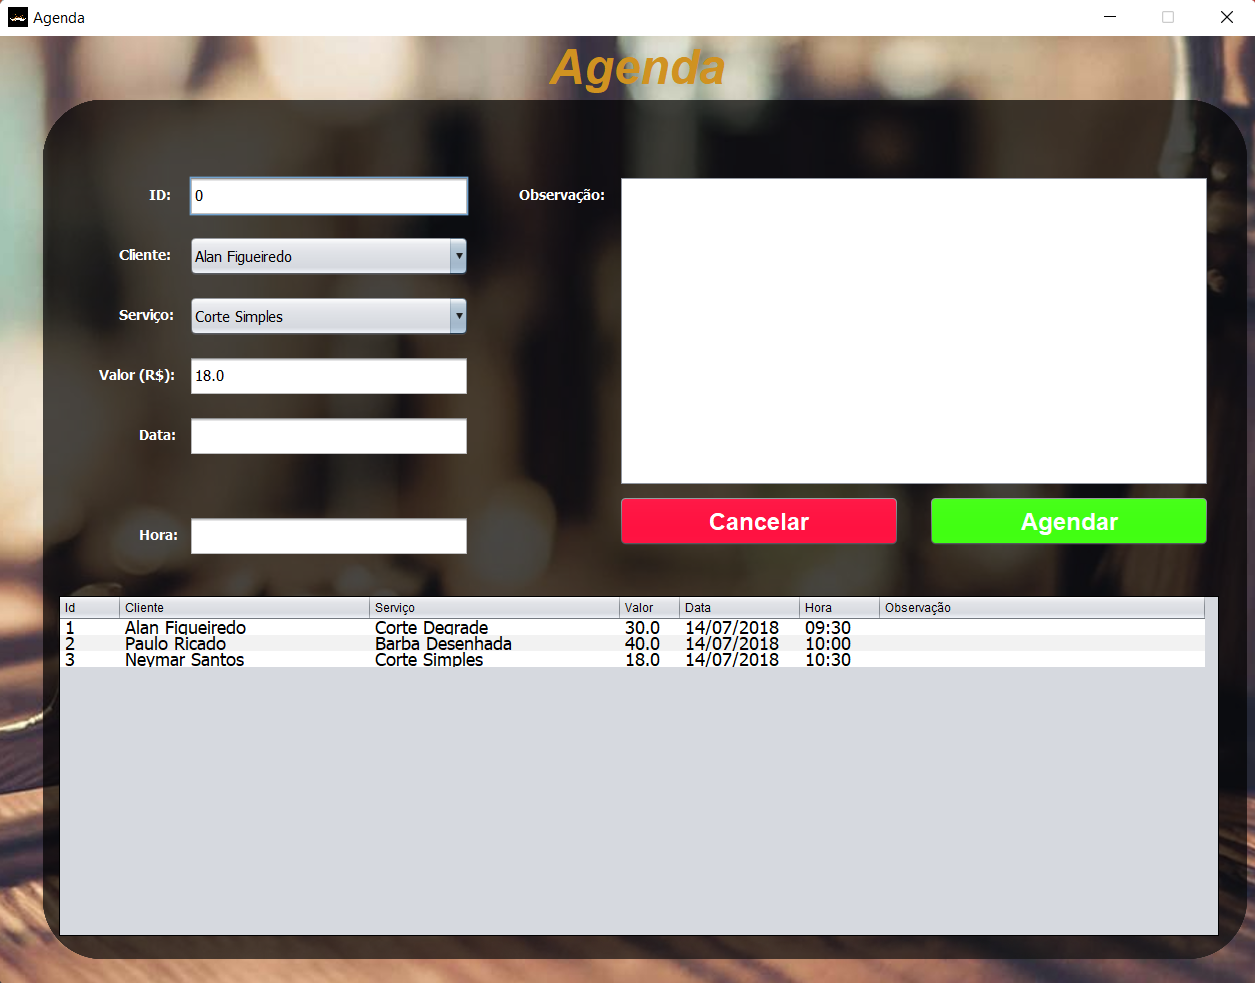 Agenda
Agenda
ID: 0
Observação:
Cliente: Alan Figueiredo
Serviço: Corte Simples
Valor (R$): 18.0
Data:
Cancelar Agendar
Hora:
Id Cliente Serviço Valor Data Hora Observação
1 Alan Figueiredo Corte Degrade 30.0 14/07/2018 09:30
2 Paulo Ricado Barba Desenhada 40.0 14/07/2018 10:00
3 Neymar Santos Corte Simples 18.0 14/07/2018 10:30